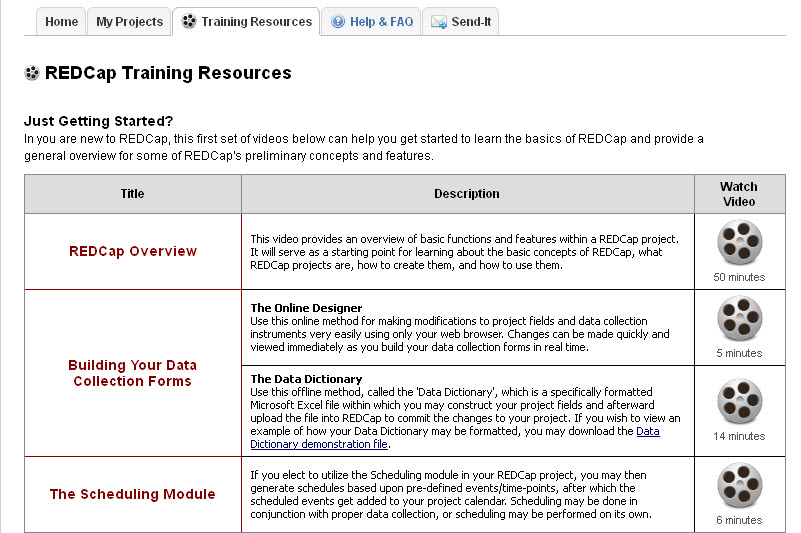 Home
My Projects
Training Resources
Help & FAQ
Send-It
REDCap Training Resources
Just Getting Started?
In you are new to REDCap, this first set of videos below can help you get started to learn the basics of REDCap and provide a
general overview for some of REDCap's preliminary concepts and features.
Title
Description
Watch
Video
REDCap Overview
This video provides an overview of basic functions and features within a REDCap project.
It will serve as a starting point for learning about the basic concepts of REDCap, what
REDCap projects are, how to create them, and how to use them.
50 minutes
Building Your Data
Collection Forms
The Online Designer
Use this online method for making modifications to project fields and data collection
instruments very easily using only your web browser. Changes can be made quickly and
viewed immediately as you build your data collection forms in real time.
5 minutes
The Data Dictionary
Use this offline method, called the 'Data Dictionary', which is a specifically formatted
Microsoft Excel file within which you may construct your project fields and afterward
upload the file into REDCap to commit the changes to your project. If you wish to view an
example of how your Data Dictionary may be formatted, you may download the Data
Dictionary demonstration file.
14 minutes
The Scheduling Module
If you elect to utilize the Scheduling module in your REDCap project, you may then
generate schedules based upon pre-defined events/time-points, after which the
scheduled events get added to your project calendar. Scheduling may be done in
conjunction with proper data collection, or scheduling may be performed on its own.
6 minutes